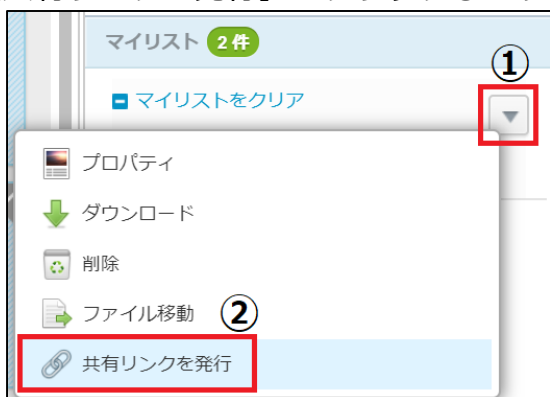 マイリスト 2件
①
マイリストをクリア
プロパティ
ダウンロード
削除
ファイル移動 ②
共有リンクを発行